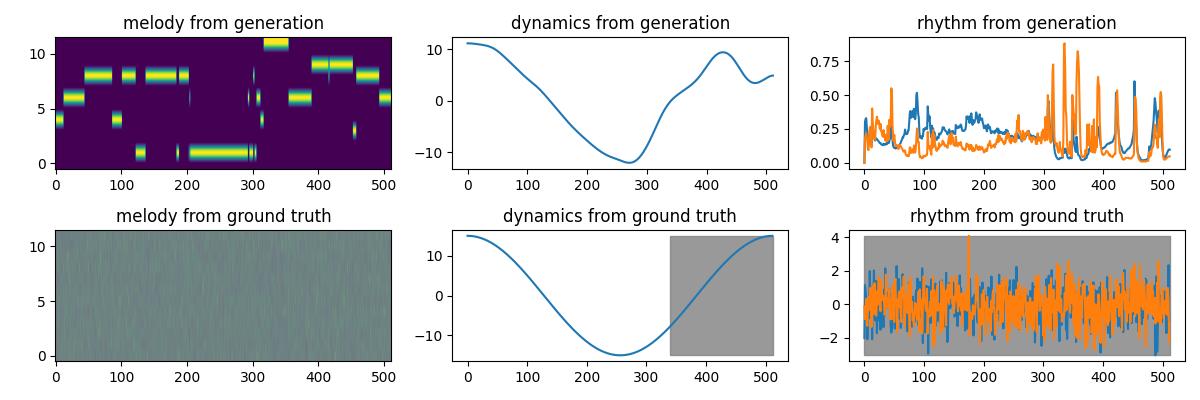 melody from generation
dynamics from generation
rhythm from generation
10
5
0
0 100 200 300 400 500
10
0
−10
0 100 200 300 400 500
0.75
0.50
0.25
0.00
0 100 200 300 400 500
melody from ground truth
dynamics from ground truth
rhythm from ground truth
10
5
0
0 100 200 300 400 500
10
0
−10
0 100 200 300 400 500
4
2
0
−2
0 100 200 300 400 500